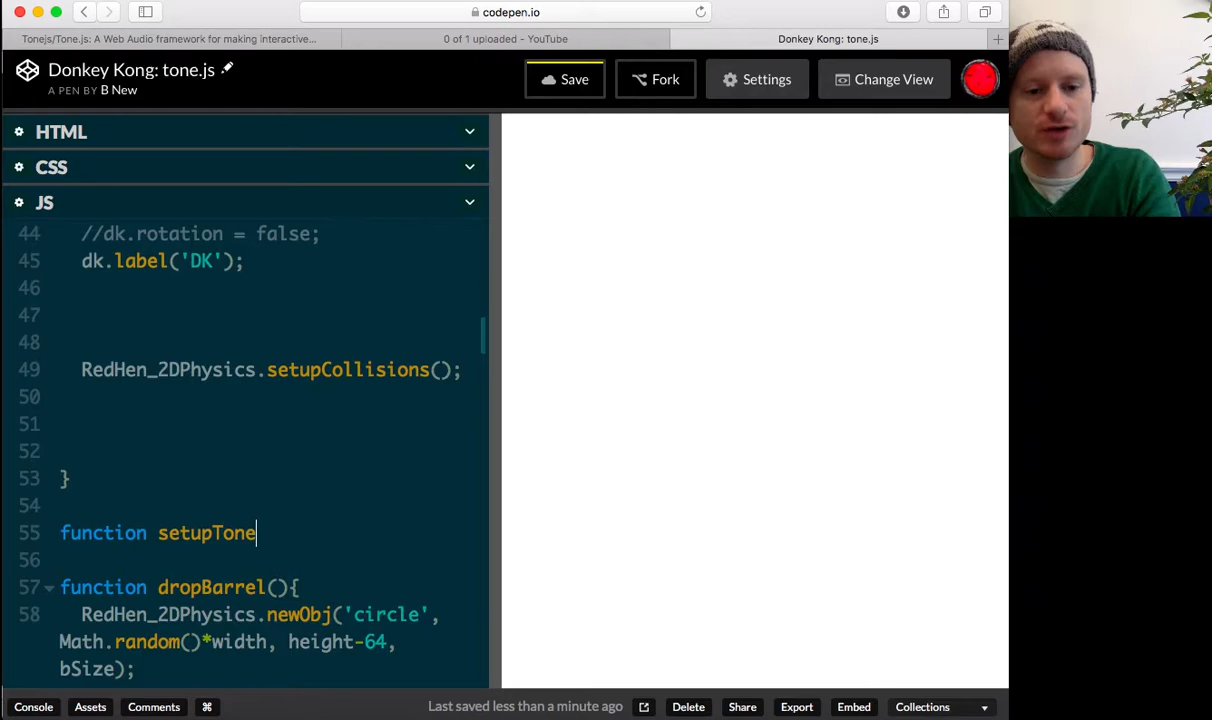 codepen.io
Tonejs/Tone.js: A Web Audio framework for making interactive...
0 of 1 uploaded - YouTube
Donkey Kong: tone.js
+
Donkey Kong: tone.js
A PEN BY B New
Save
Fork
Settings
Change View
HTML
CSS
JS
44 //dk.rotation = false;
45 dk.label('DK');
46
47
48
49 RedHen_2DPhysics.setupCollisions();
50
51
52
53 }
54
55 function setupTone
56
57 function dropBarrel(){
58 RedHen_2DPhysics.newObj('circle',
Math.random()*width, height-64,
bSize);
Console
Assets
Comments
⌘
Last saved less than a minute ago
Delete
Share
Export
Embed
Collections